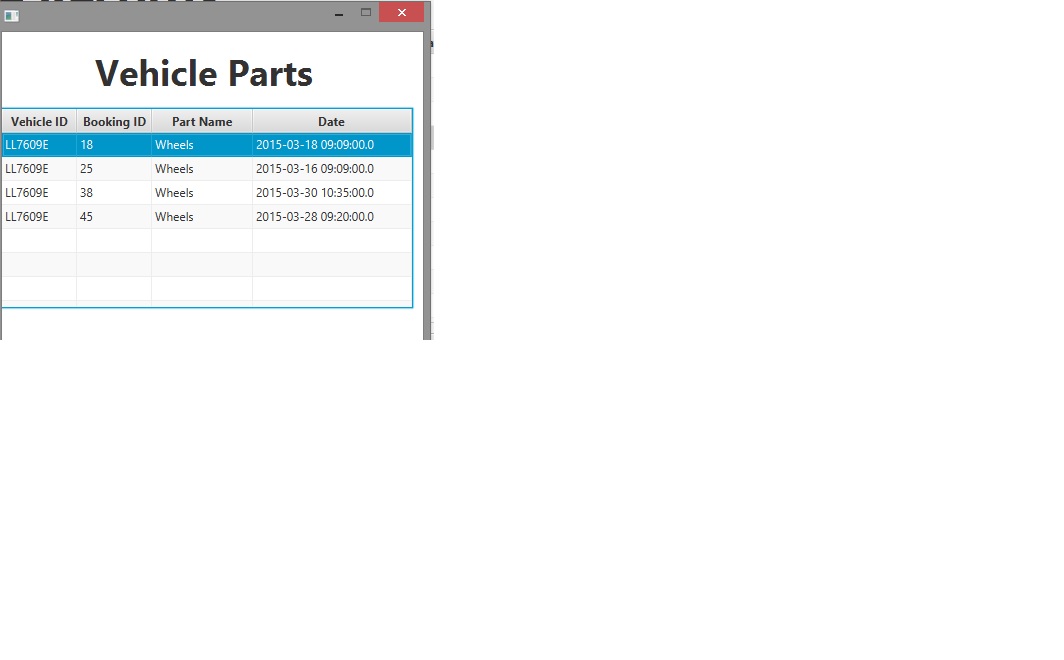 Vehicle Parts
Vehicle ID Booking ID Part Name Date
LL7609E 18 Wheels 2015-03-18 09:09:00.0
LL7609E 25 Wheels 2015-03-16 09:09:00.0
LL7609E 38 Wheels 2015-03-30 10:35:00.0
LL7609E 45 Wheels 2015-03-28 09:20:00.0